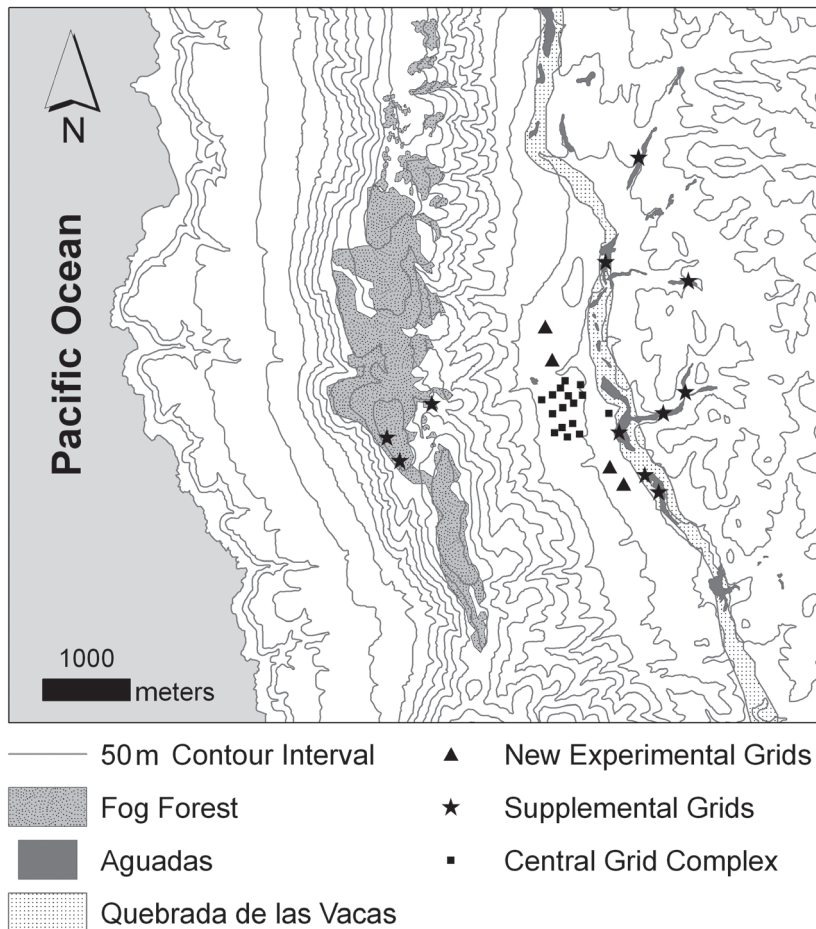 N
Pacific Ocean
1000
meters
50m Contour Interval
Fog Forest
Aguadas
Quebrada de las Vacas
New Experimental Grids
Supplemental Grids
Central Grid Complex